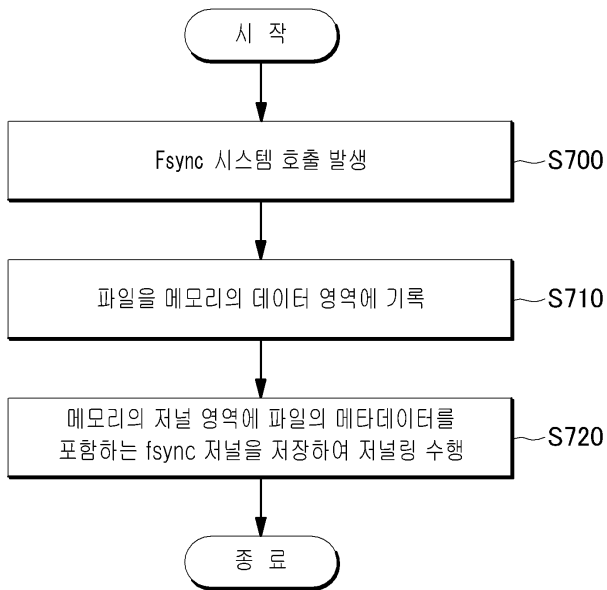 시 작
Fsync 시스템 호출 발생
S700
파일을 메모리의 데이터 영역에 기록
S710
메모리의 저널 영역에 파일의 메타데이터를
포함하는 fsync 저널을 저장하여 저널링 수행
S720
종 료